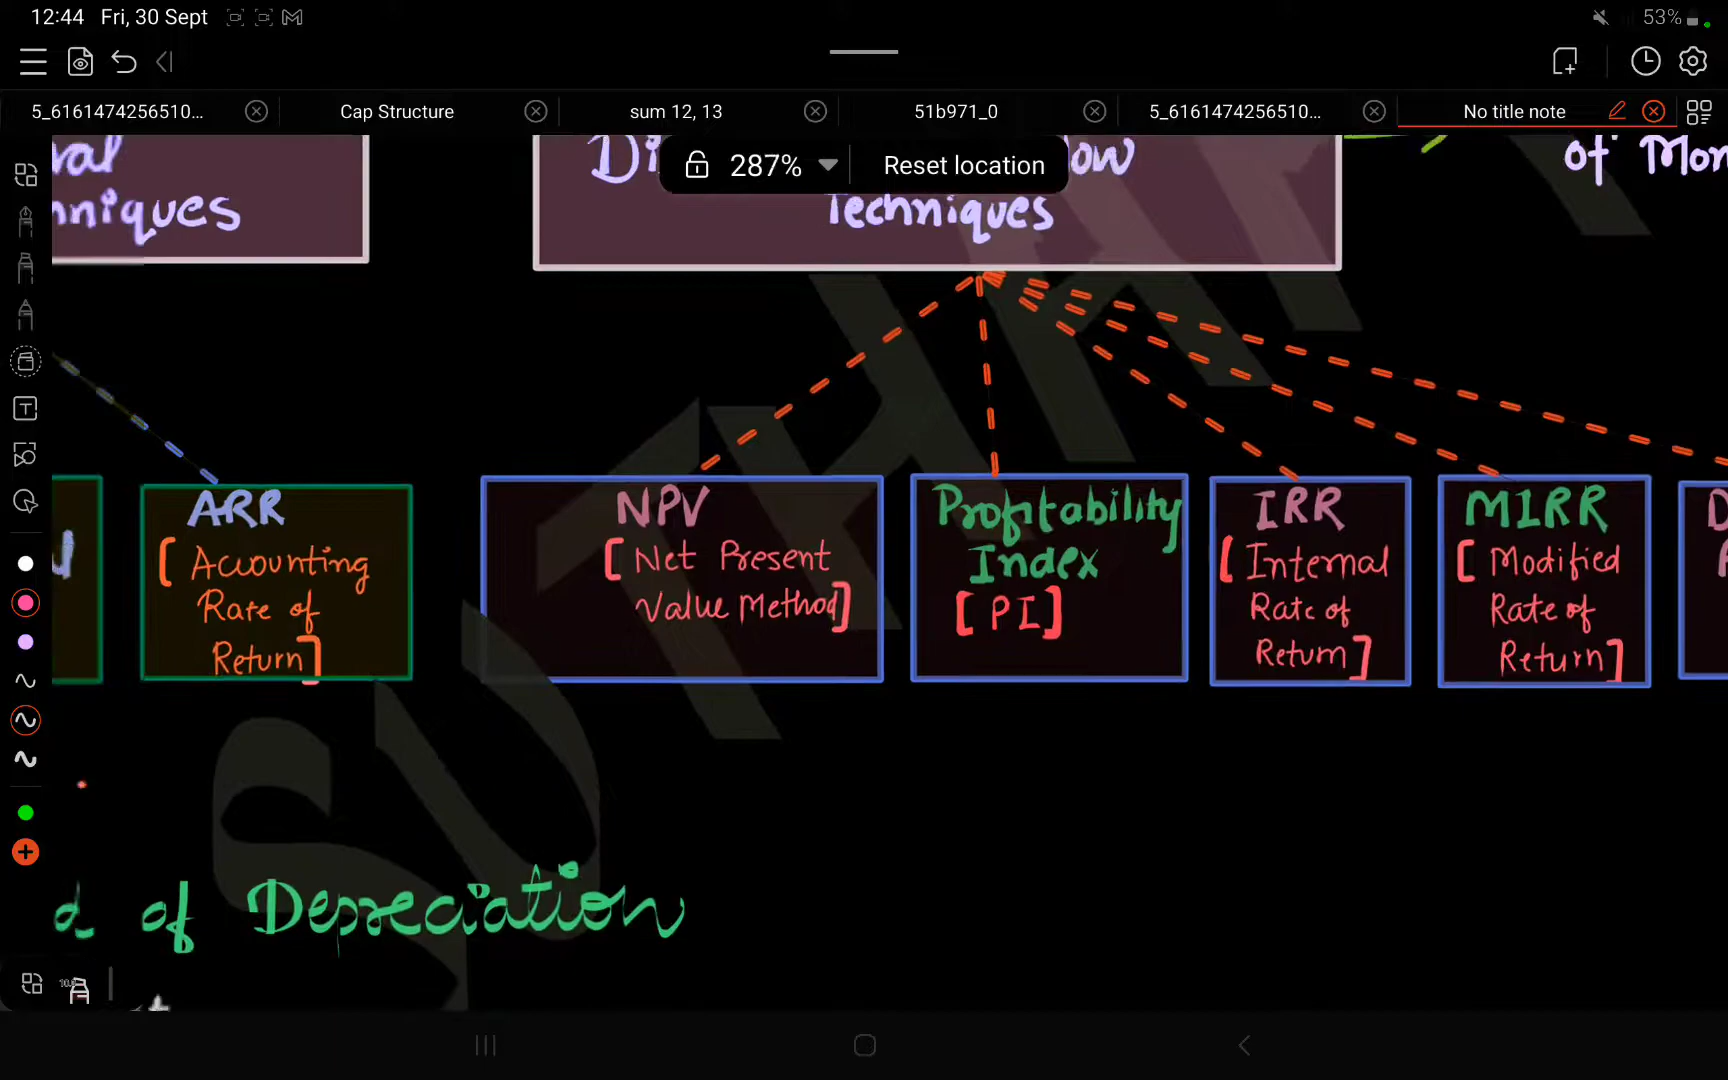 12:44 Fri, 30 Sept
53%
5_6161474256510...
Cap Structure
sum 12, 13
51b971_0
5_6161474256510...
No title note
287%
Reset location
Techniques
of Mon
niques
ARR
[Accounting
Rate of
Return]
NPV
[Net Present
Value Method]
Profitability
Index
[PI]
IRR
[Internal
Rate of
Return]
MIRR
[Modified
Rate of
Return]
d of Depreciation